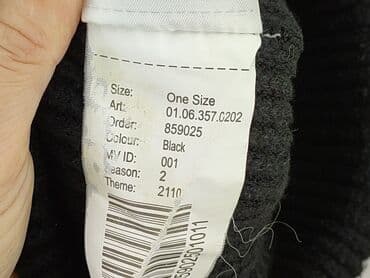 Size: One Size
Art: 01.06.357.0202
Order: 859025
Colour: Black
MV ID: 001
Season: 2
Theme: 2110